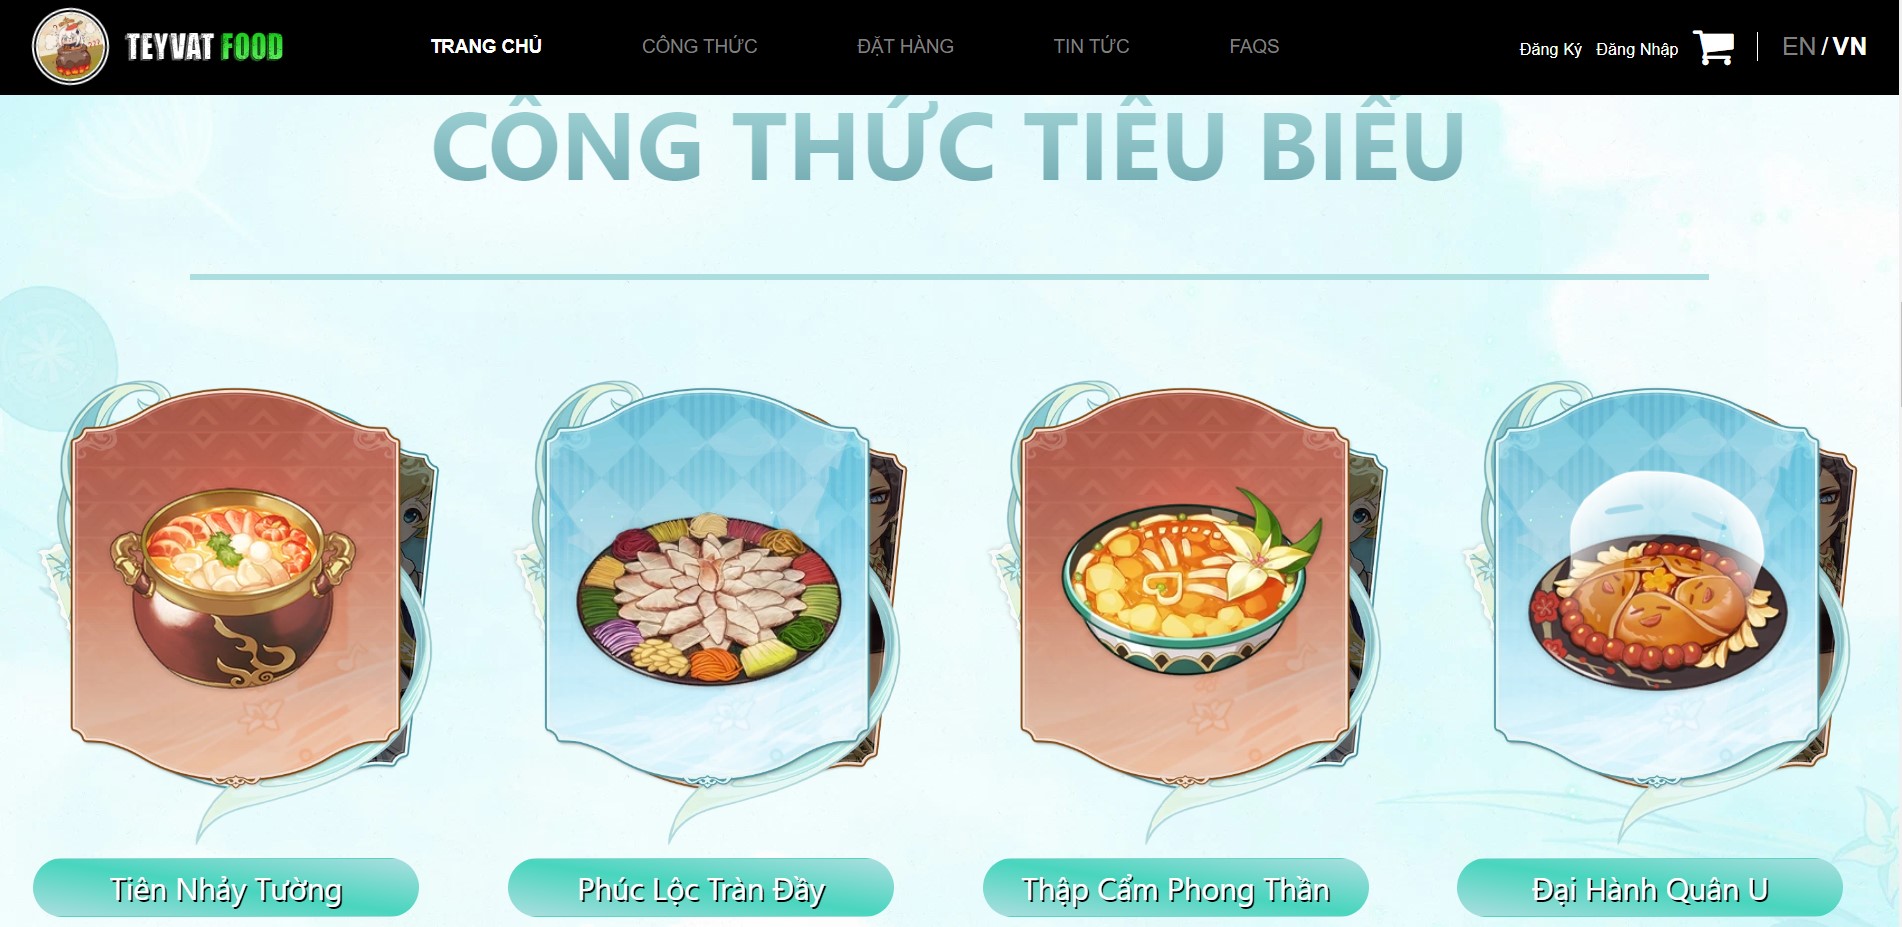 TEYVAT FOOD
TRANG CHỦ
CÔNG THỨC
ĐẶT HÀNG
TIN TỨC
FAQS
Đăng Ký
Đăng Nhập
EN/VN
CÔNG THỨC TIÊU BIỂU
Tiên Nhảy Tường
Phúc Lộc Tràn Đầy
Thập Cẩm Phong Thần
Đại Hành Quân U